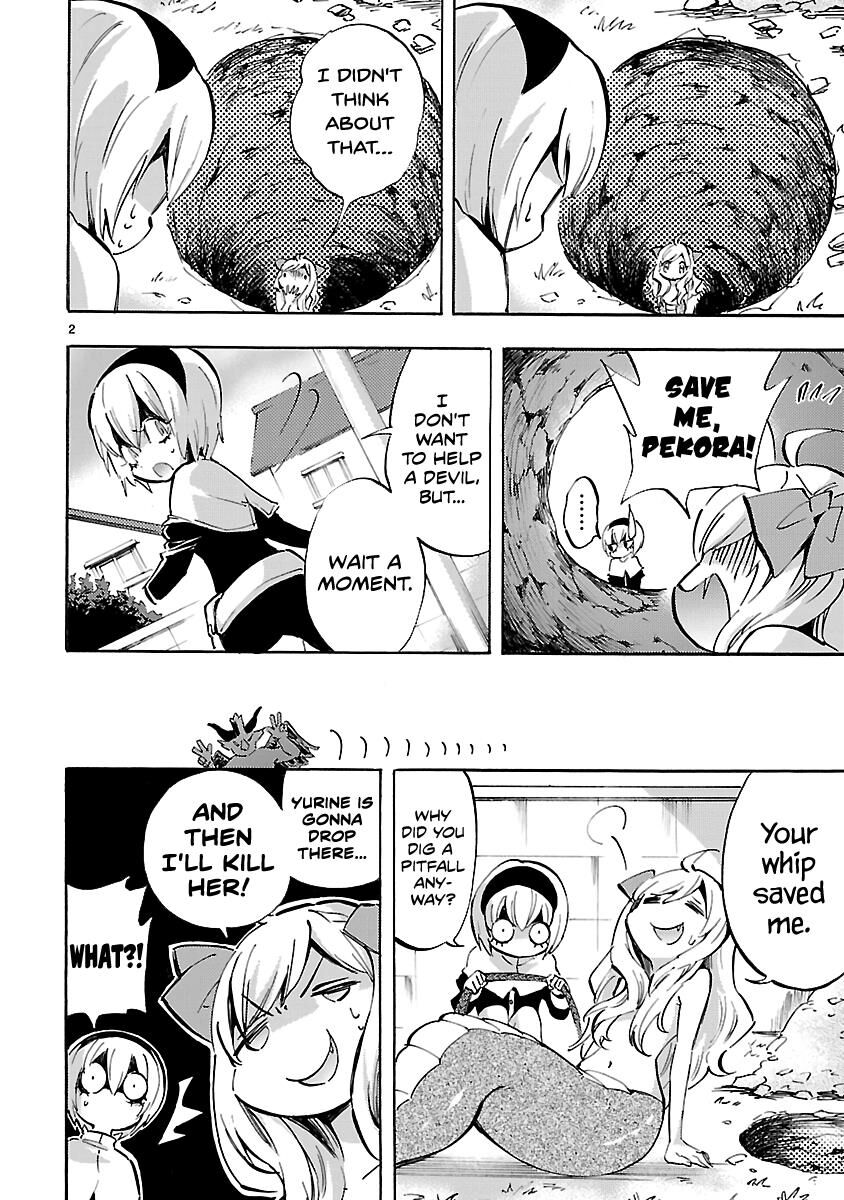 I DIDN'T
THINK
ABOUT
THAT...
2
SAVE
ME,
PEKORA!
......
I
DON'T
WANT
TO HELP
A DEVIL,
BUT...
WAIT A
MOMENT.
Your
whip
saved
me.
WHY
DID YOU
DIG A
PITFALL
ANY-
WAY?
YURINE IS
GONNA
DROP
THERE...
AND
THEN
I'LL KILL
HER!
WHAT?!